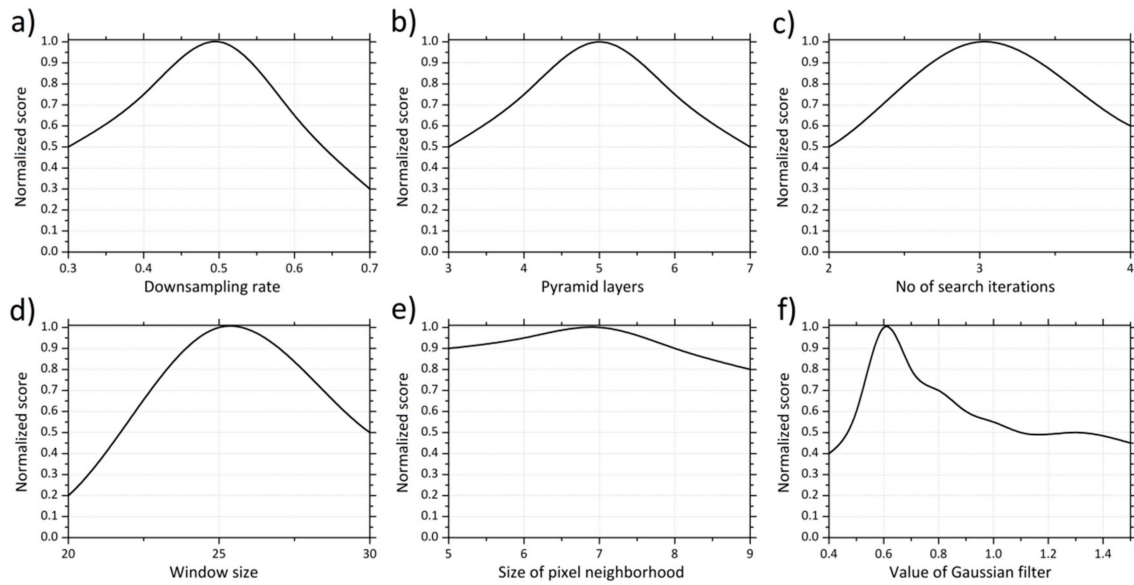 a)
Normalized score
1.0
0.9
0.8
0.7
0.6
0.5
0.4
0.3
0.2
0.1
0.0
0.3 0.4 0.5 0.6 0.7
Downsampling rate
b)
Normalized score
1.0
0.9
0.8
0.7
0.6
0.5
0.4
0.3
0.2
0.1
0.0
3 4 5 6 7
Pyramid layers
c)
Normalized score
1.0
0.9
0.8
0.7
0.6
0.5
0.4
0.3
0.2
0.1
0.0
2 3 4
No of search iterations
d)
Normalized score
1.0
0.9
0.8
0.7
0.6
0.5
0.4
0.3
0.2
0.1
0.0
20 25 30
Window size
e)
Normalized score
1.0
0.9
0.8
0.7
0.6
0.5
0.4
0.3
0.2
0.1
0.0
5 6 7 8 9
Size of pixel neighborhood
f)
Normalized score
1.0
0.9
0.8
0.7
0.6
0.5
0.4
0.3
0.2
0.1
0.0
0.4 0.6 0.8 1.0 1.2 1.4
Value of Gaussian filter